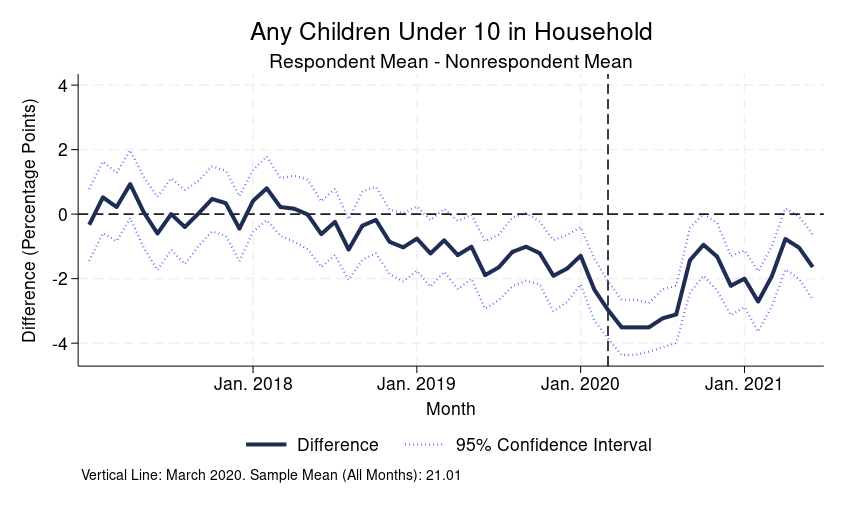 Any Children Under 10 in Household
Respondent Mean - Nonrespondent Mean
Difference (Percentage Points)
4
2
0
-2
-4
Jan. 2018
Jan. 2019
Jan. 2020
Jan. 2021
Month
Difference
95% Confidence Interval
Vertical Line: March 2020. Sample Mean (All Months): 21.01